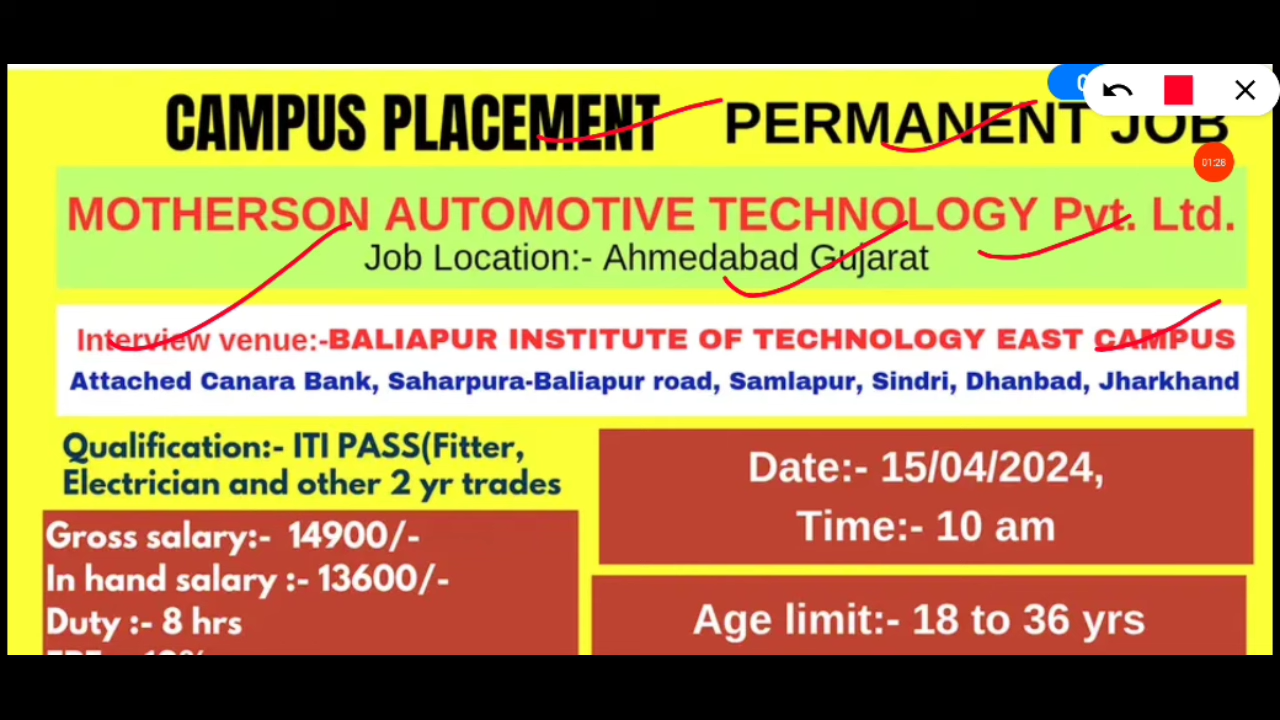 CAMPUS PLACEMENT PERMANENT JOB
01:28
MOTHERSON AUTOMOTIVE TECHNOLOGY Pvt. Ltd.
Job Location:- Ahmedabad Gujarat
Interview venue:-BALIAPUR INSTITUTE OF TECHNOLOGY EAST CAMPUS
Attached Canara Bank, Saharpura-Baliapur road, Samlapur, Sindri, Dhanbad, Jharkhand
Qualification:- ITI PASS(Fitter,
Electrician and other 2 yr trades
Gross salary:- 14900/-
In hand salary :- 13600/-
Duty :- 8 hrs
Date:- 15/04/2024,
Time:- 10 am
Age limit:- 18 to 36 yrs